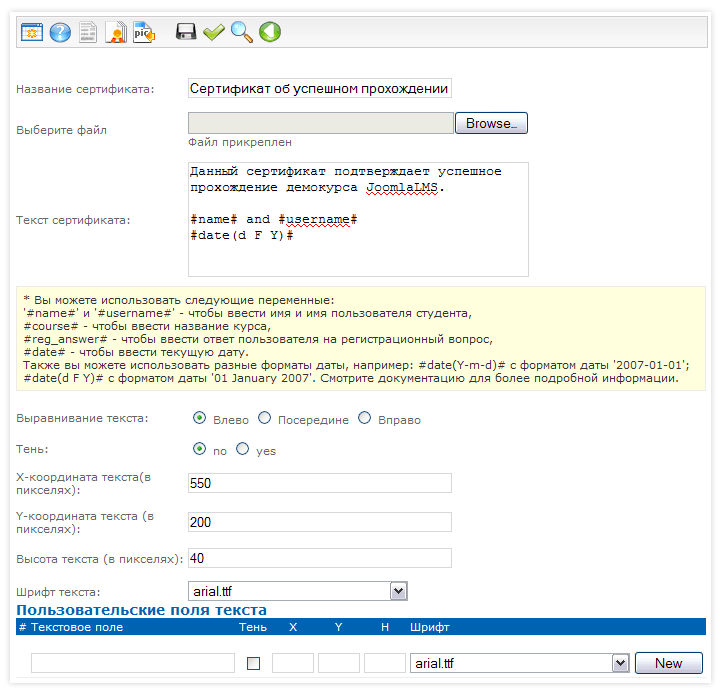 pic
Название сертификата: Сертификат об успешном прохождении
Выберите файл Browse...
Файл прикреплен
Текст сертификата:
Данный сертификат подтверждает успешное
прохождение демокурса JoomlaLMS.
#name# and #username#
#date(d F Y)#
* Вы можете использовать следующие переменные:
'#name#' и '#username#' - чтобы ввести имя и имя пользователя студента,
#course# - чтобы ввести название курса,
#reg_answer# - чтобы ввести ответ пользователя на регистрационный вопрос,
#date# - чтобы ввести текущую дату.
Также вы можете использовать разные форматы даты, например: #date(Y-m-d)# с форматом даты '2007-01-01';
#date(d F Y)# с форматом даты '01 January 2007'. Смотрите документацию для более подробной информации.
Выравнивание текста: Влево Посередине Вправо
Тень: no yes
X-координата текста(в
пикселях): 550
Y-координата текста (в
пикселях): 200
Высота текста (в пикселях): 40
Шрифт текста: arial.ttf
Пользовательские поля текста
# Текстовое поле Тень X Y H Шрифт
arial.ttf New